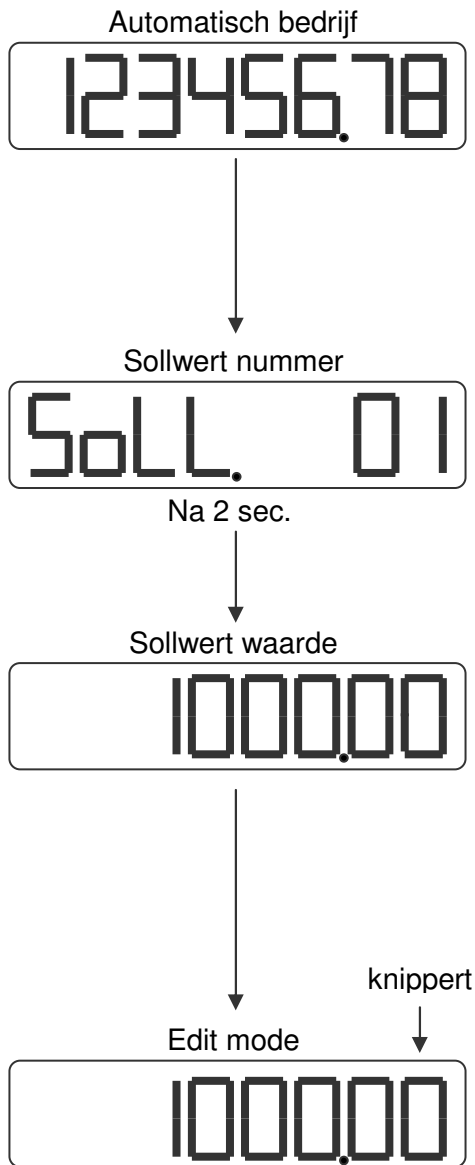 Automatisch bedrijf
123456.78
Sollwert nummer
SoLL. 01
Na 2 sec.
Sollwert waarde
1000.00
knippert
Edit mode
1000.00